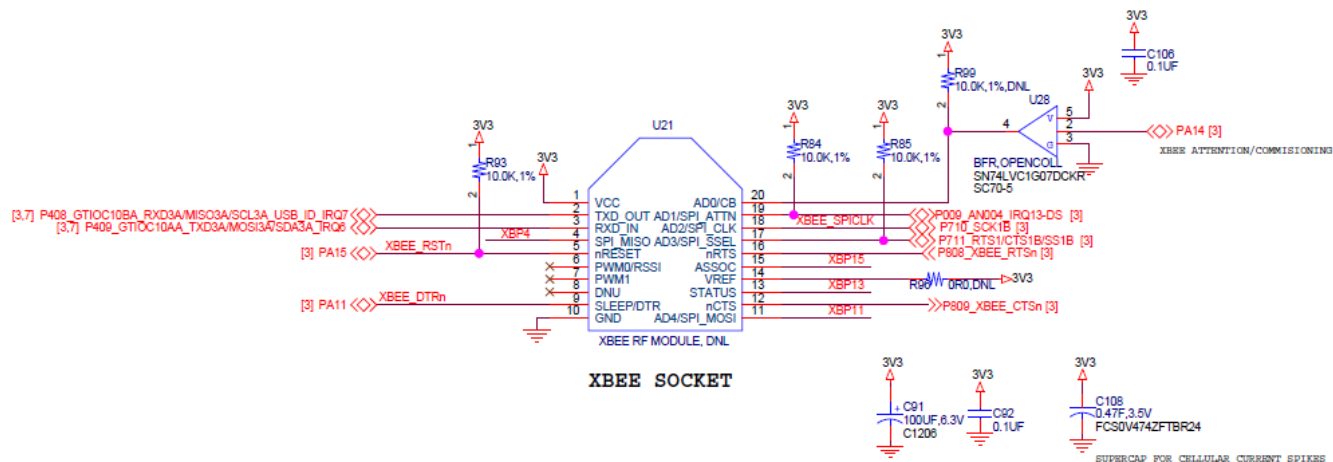 3V3
C106
0.1UF
3V3
R99
10.0K,1%,DNL
1
2
3V3
U28
5
2
3
4
V
G
PA14 [3]
XBEE ATTENTION/COMMISIONING
BFR,OPENCOLL
SN74LVC1G07DCKR
SC70-5
3V3
R84
10.0K,1%
1
2
3V3
R85
10.0K,1%
1
2
3V3
R93
10.0K,1%
1
2
3V3
U21
1 VCC AD0/CB 20
[3,7] P408_GTIOC10BA_RXD3A/MISO3A/SCL3A_USB_ID_IRQ7 2 TXD_OUT AD1/SPI_ATTN 19 P009_AN004_IRQ13-DS [3]
[3,7] P409_GTIOC10AA_TXD3A/MOSI3A/SDA3A_IRQ6 3 RXD_IN AD2/SPI_CLK 18 XBEE_SPICLK P710_SCK1B [3]
XBP4 4 SPI_MISO AD3/SPI_SSEL 17 P711_RTS1/CTS1B/SS1B [3]
[3] PA15 XBEE_RSTn 5 nRESET nRTS 16 P808_XBEE_RTSn [3]
6 PWM0/RSSI ASSOC 15 XBP15
7 PWM1 VREF 14 R96 0R0,DNL 3V3
8 DNU STATUS 13 XBP13
[3] PA11 XBEE_DTRn 9 SLEEP/DTR nCTS 12 P809_XBEE_CTSn [3]
10 GND AD4/SPI_MOSI 11 XBP11
XBEE RF MODULE, DNL
XBEE SOCKET
3V3
+
C91
100UF,6.3V
C1206
3V3
C92
0.1UF
3V3
C108
0.47F,3.5V
FCS0V474ZFTBR24
SUPERCAP FOR CELLULAR CURRENT SPIKES